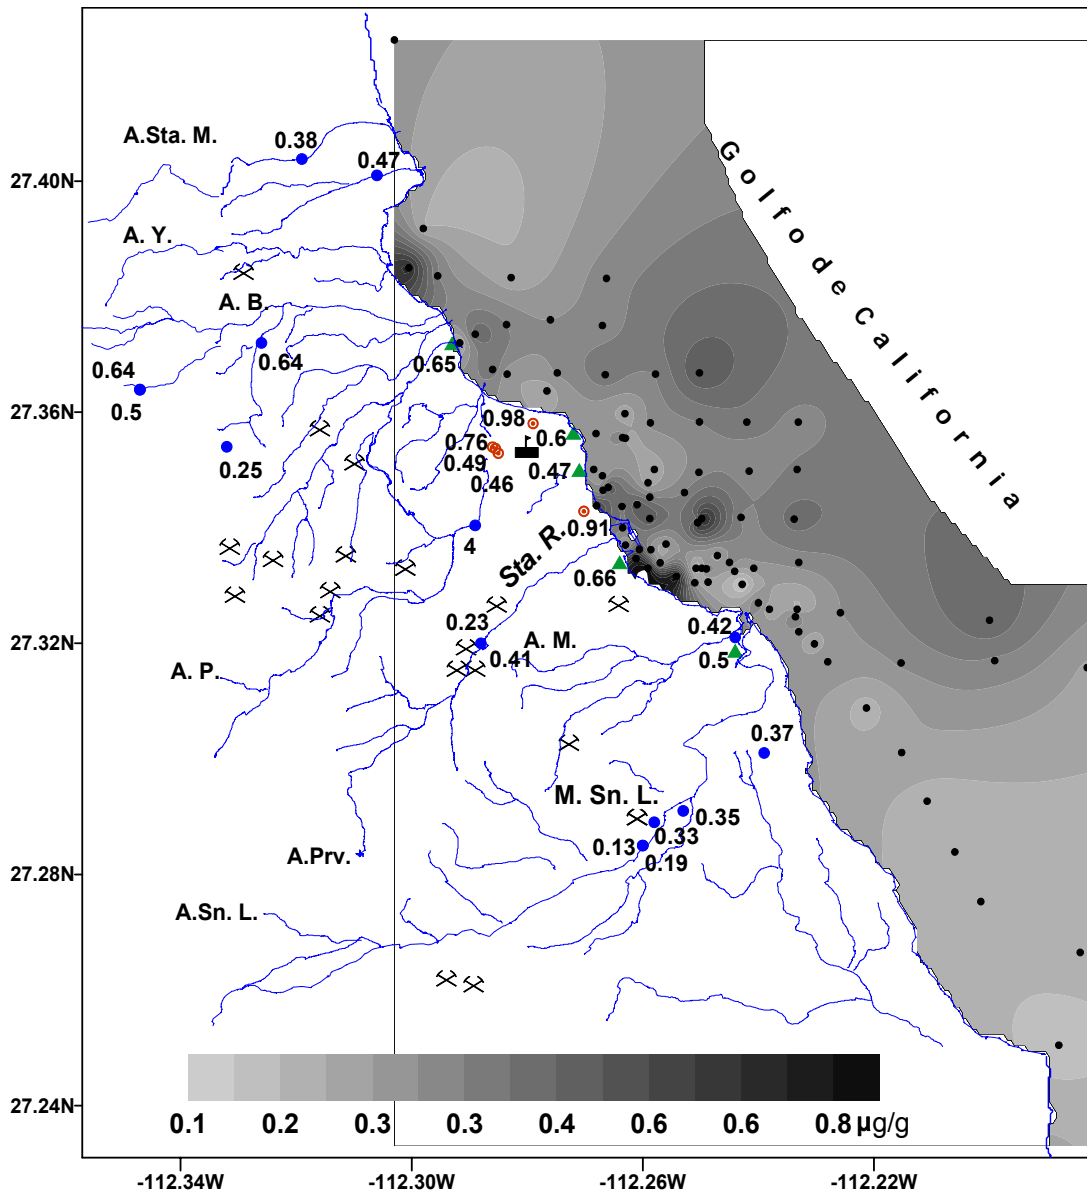 A.Sta. M.
0.38
0.47
27.40N
A. Y.
Golfo de California
A. B.
0.64
0.64
0.65
0.5
27.36N
0.98
0.6
0.76
0.49
0.47
0.46
0.25
4
0.91
Sta. R.
0.66
0.23
0.42
27.32N
A. M.
0.41
0.5
A. P.
0.37
M. Sn. L.
0.35
0.33
0.13
0.19
A.Prv.
27.28N
A.Sn. L.
27.24N
0.1 0.2 0.3 0.3 0.4 0.6 0.6 0.8 µg/g
-112.34W -112.30W -112.26W -112.22W